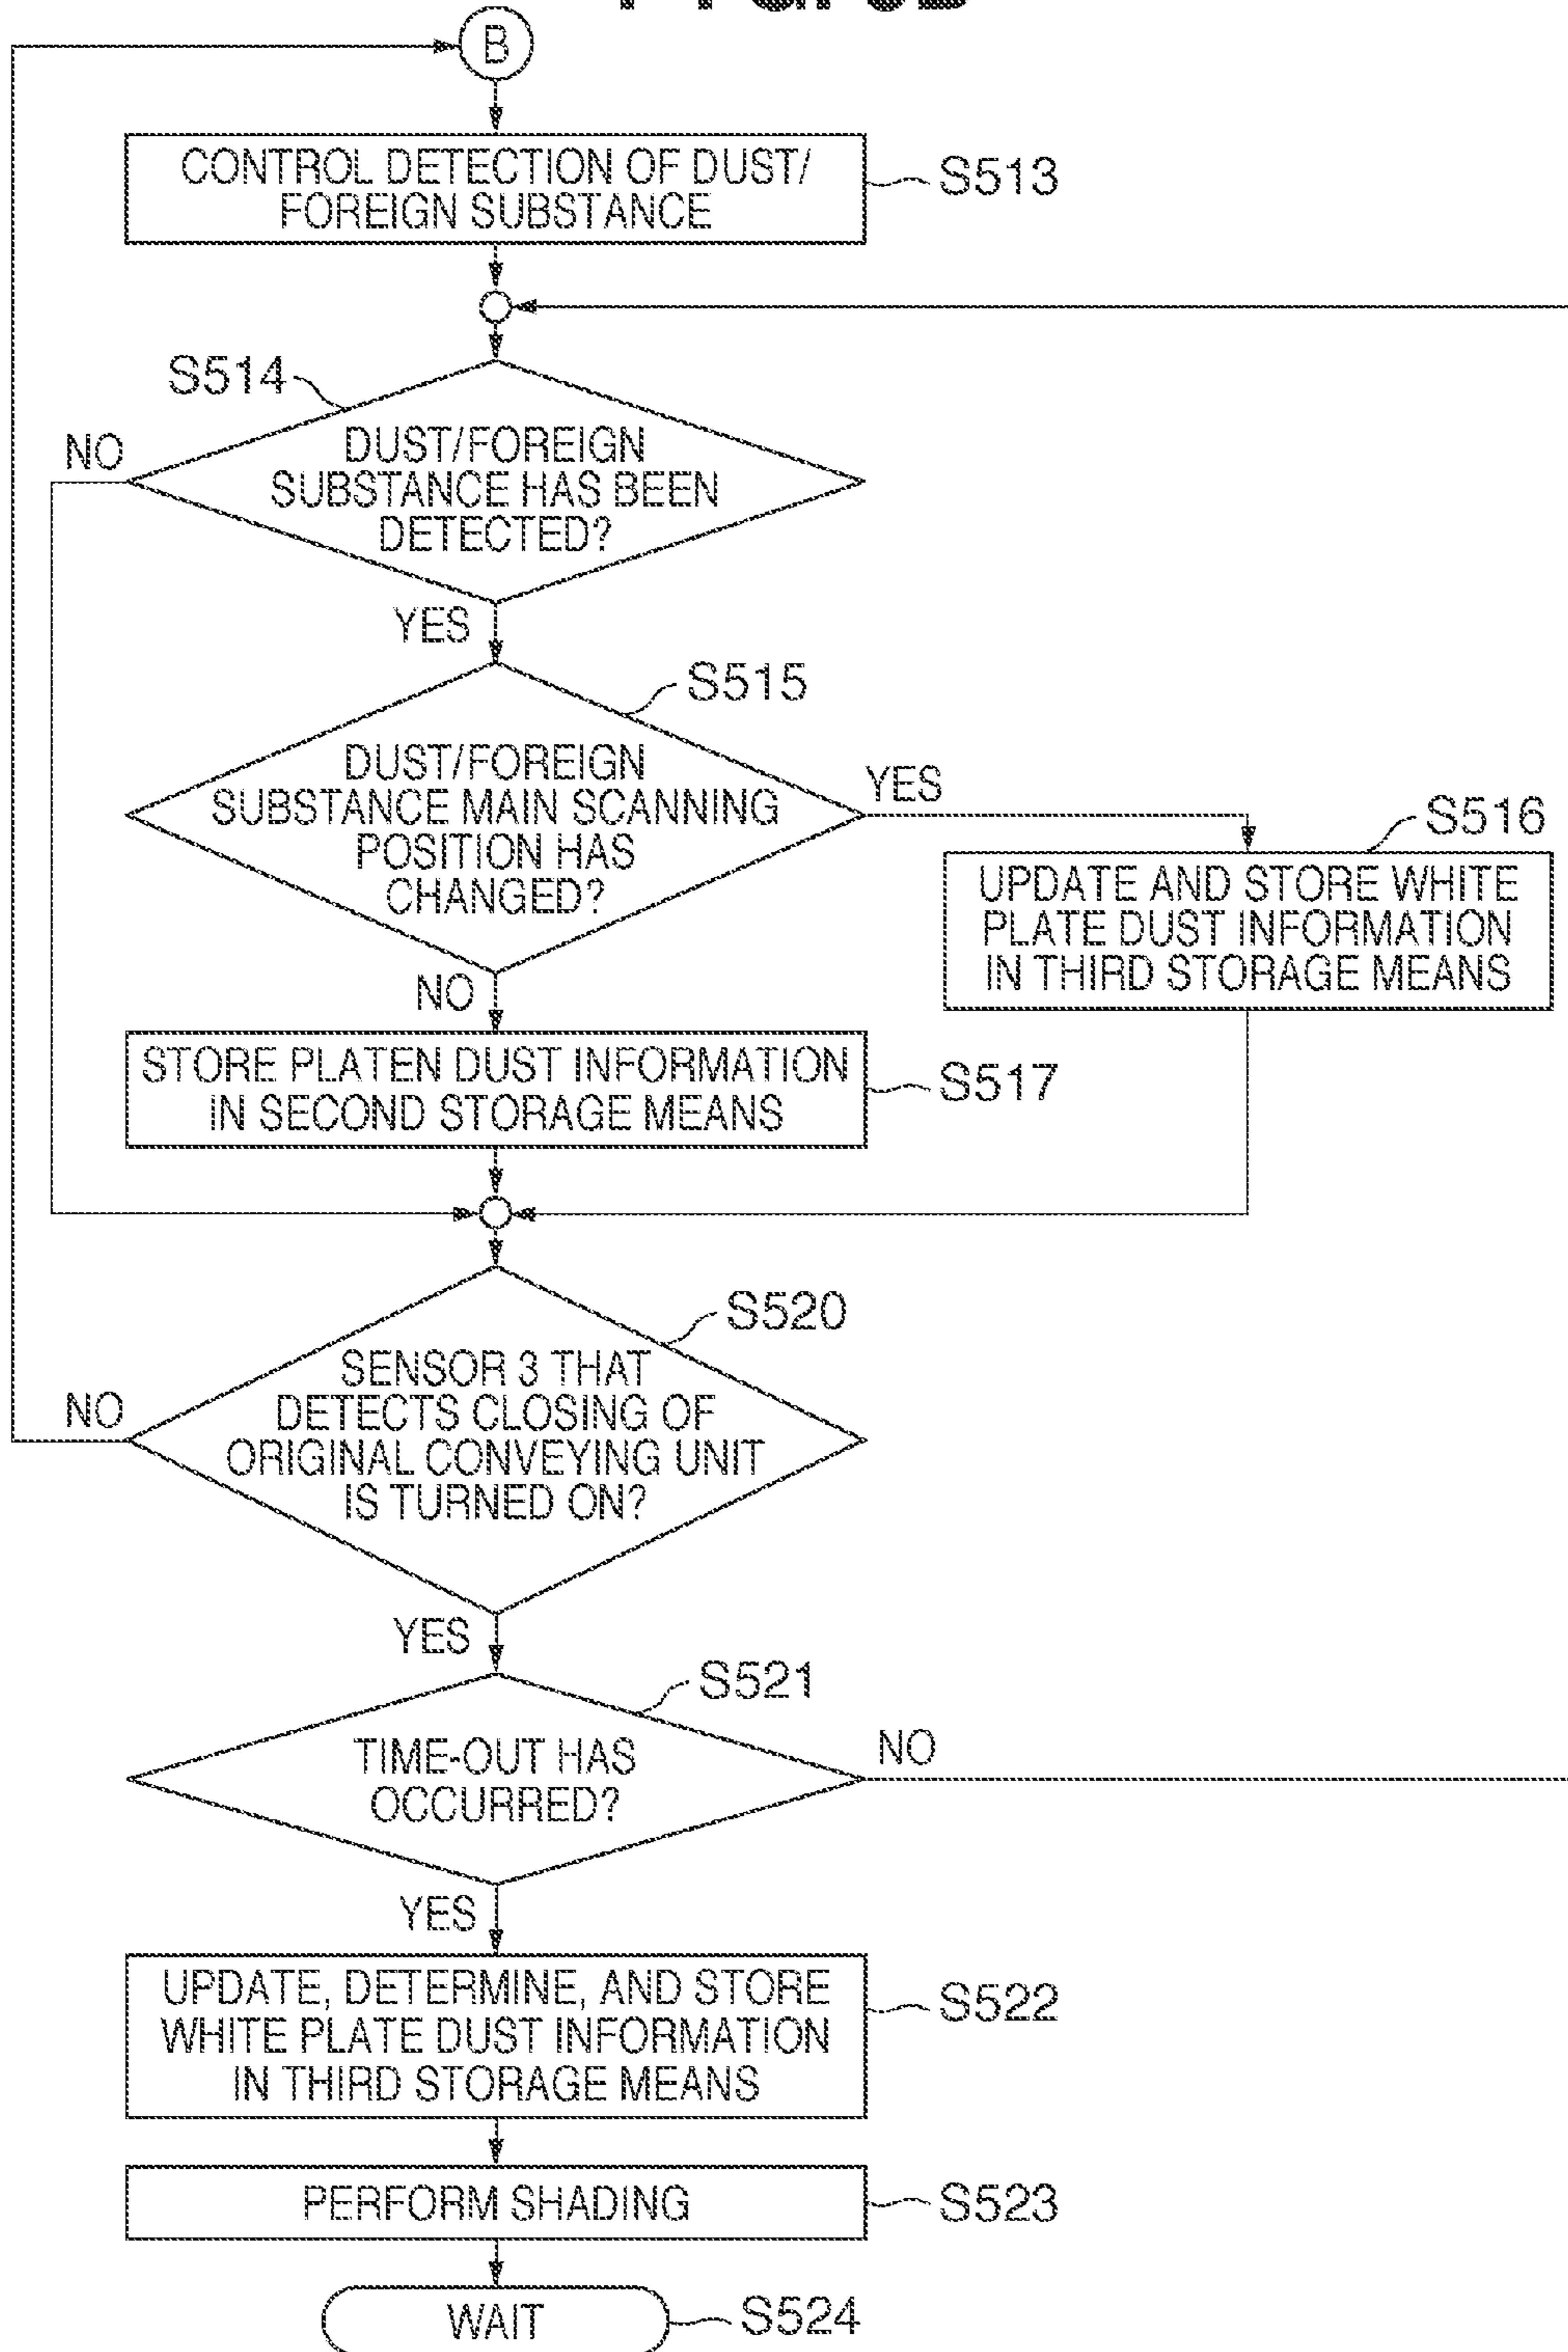 B
CONTROL DETECTION OF DUST/
FOREIGN SUBSTANCE
S513
S514
NO
DUST/FOREIGN
SUBSTANCE HAS BEEN
DETECTED?
YES
S515
DUST/FOREIGN
SUBSTANCE MAIN SCANNING
POSITION HAS
CHANGED?
YES
S516
UPDATE AND STORE WHITE
PLATE DUST INFORMATION
IN THIRD STORAGE MEANS
NO
STORE PLATEN DUST INFORMATION
IN SECOND STORAGE MEANS
S517
S520
SENSOR 3 THAT
DETECTS CLOSING OF
ORIGINAL CONVEYING UNIT
IS TURNED ON?
NO
YES
S521
TIME-OUT HAS
OCCURRED?
NO
YES
UPDATE, DETERMINE, AND STORE
WHITE PLATE DUST INFORMATION
IN THIRD STORAGE MEANS
S522
PERFORM SHADING
S523
WAIT
S524